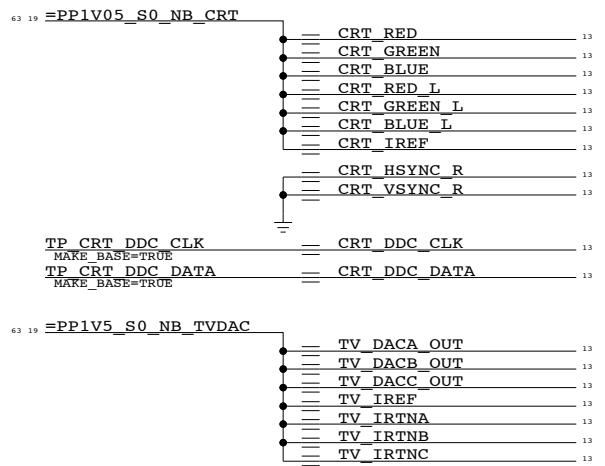 63 19 =PP1V05_S0_NB_CRT
CRT_RED 13
CRT_GREEN 13
CRT_BLUE 13
CRT_RED_L 13
CRT_GREEN_L 13
CRT_BLUE_L 13
CRT_IREF 13
CRT_HSYNC_R 13
CRT_VSYNC_R 13
TP_CRT_DDC_CLK CRT_DDC_CLK 13
MAKE_BASE=TRUE
TP_CRT_DDC_DATA CRT_DDC_DATA 13
MAKE_BASE=TRUE
63 19 =PP1V5_S0_NB_TVDAC
TV_DACA_OUT 13
TV_DACB_OUT 13
TV_DACC_OUT 13
TV_IREF 13
TV_IRTNA 13
TV_IRTNB 13
TV_IRTNC 13